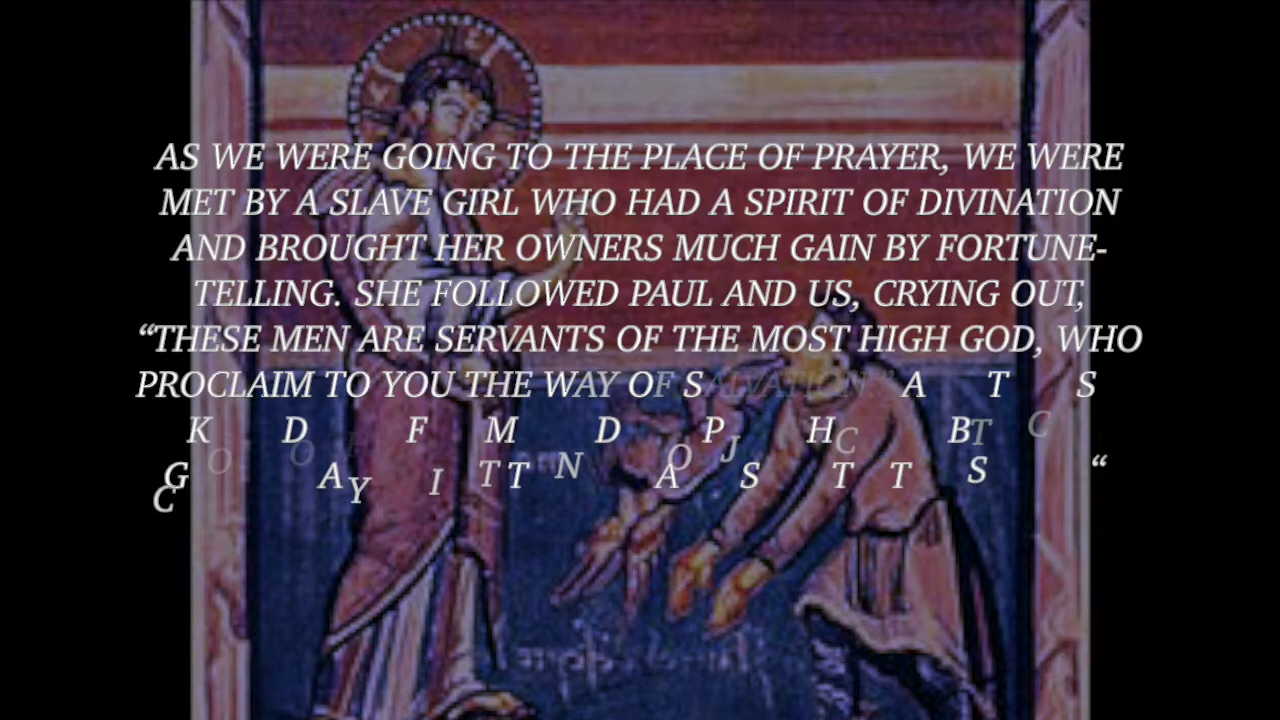 AS WE WERE GOING TO THE PLACE OF PRAYER, WE WERE
MET BY A SLAVE GIRL WHO HAD A SPIRIT OF DIVINATION
AND BROUGHT HER OWNERS MUCH GAIN BY FORTUNE-
TELLING. SHE FOLLOWED PAUL AND US, CRYING OUT,
“THESE MEN ARE SERVANTS OF THE MOST HIGH GOD, WHO
PROCLAIM TO YOU THE WAY OF SALVATION.” A T S
K D F M D P H B
G A T A S T T S “